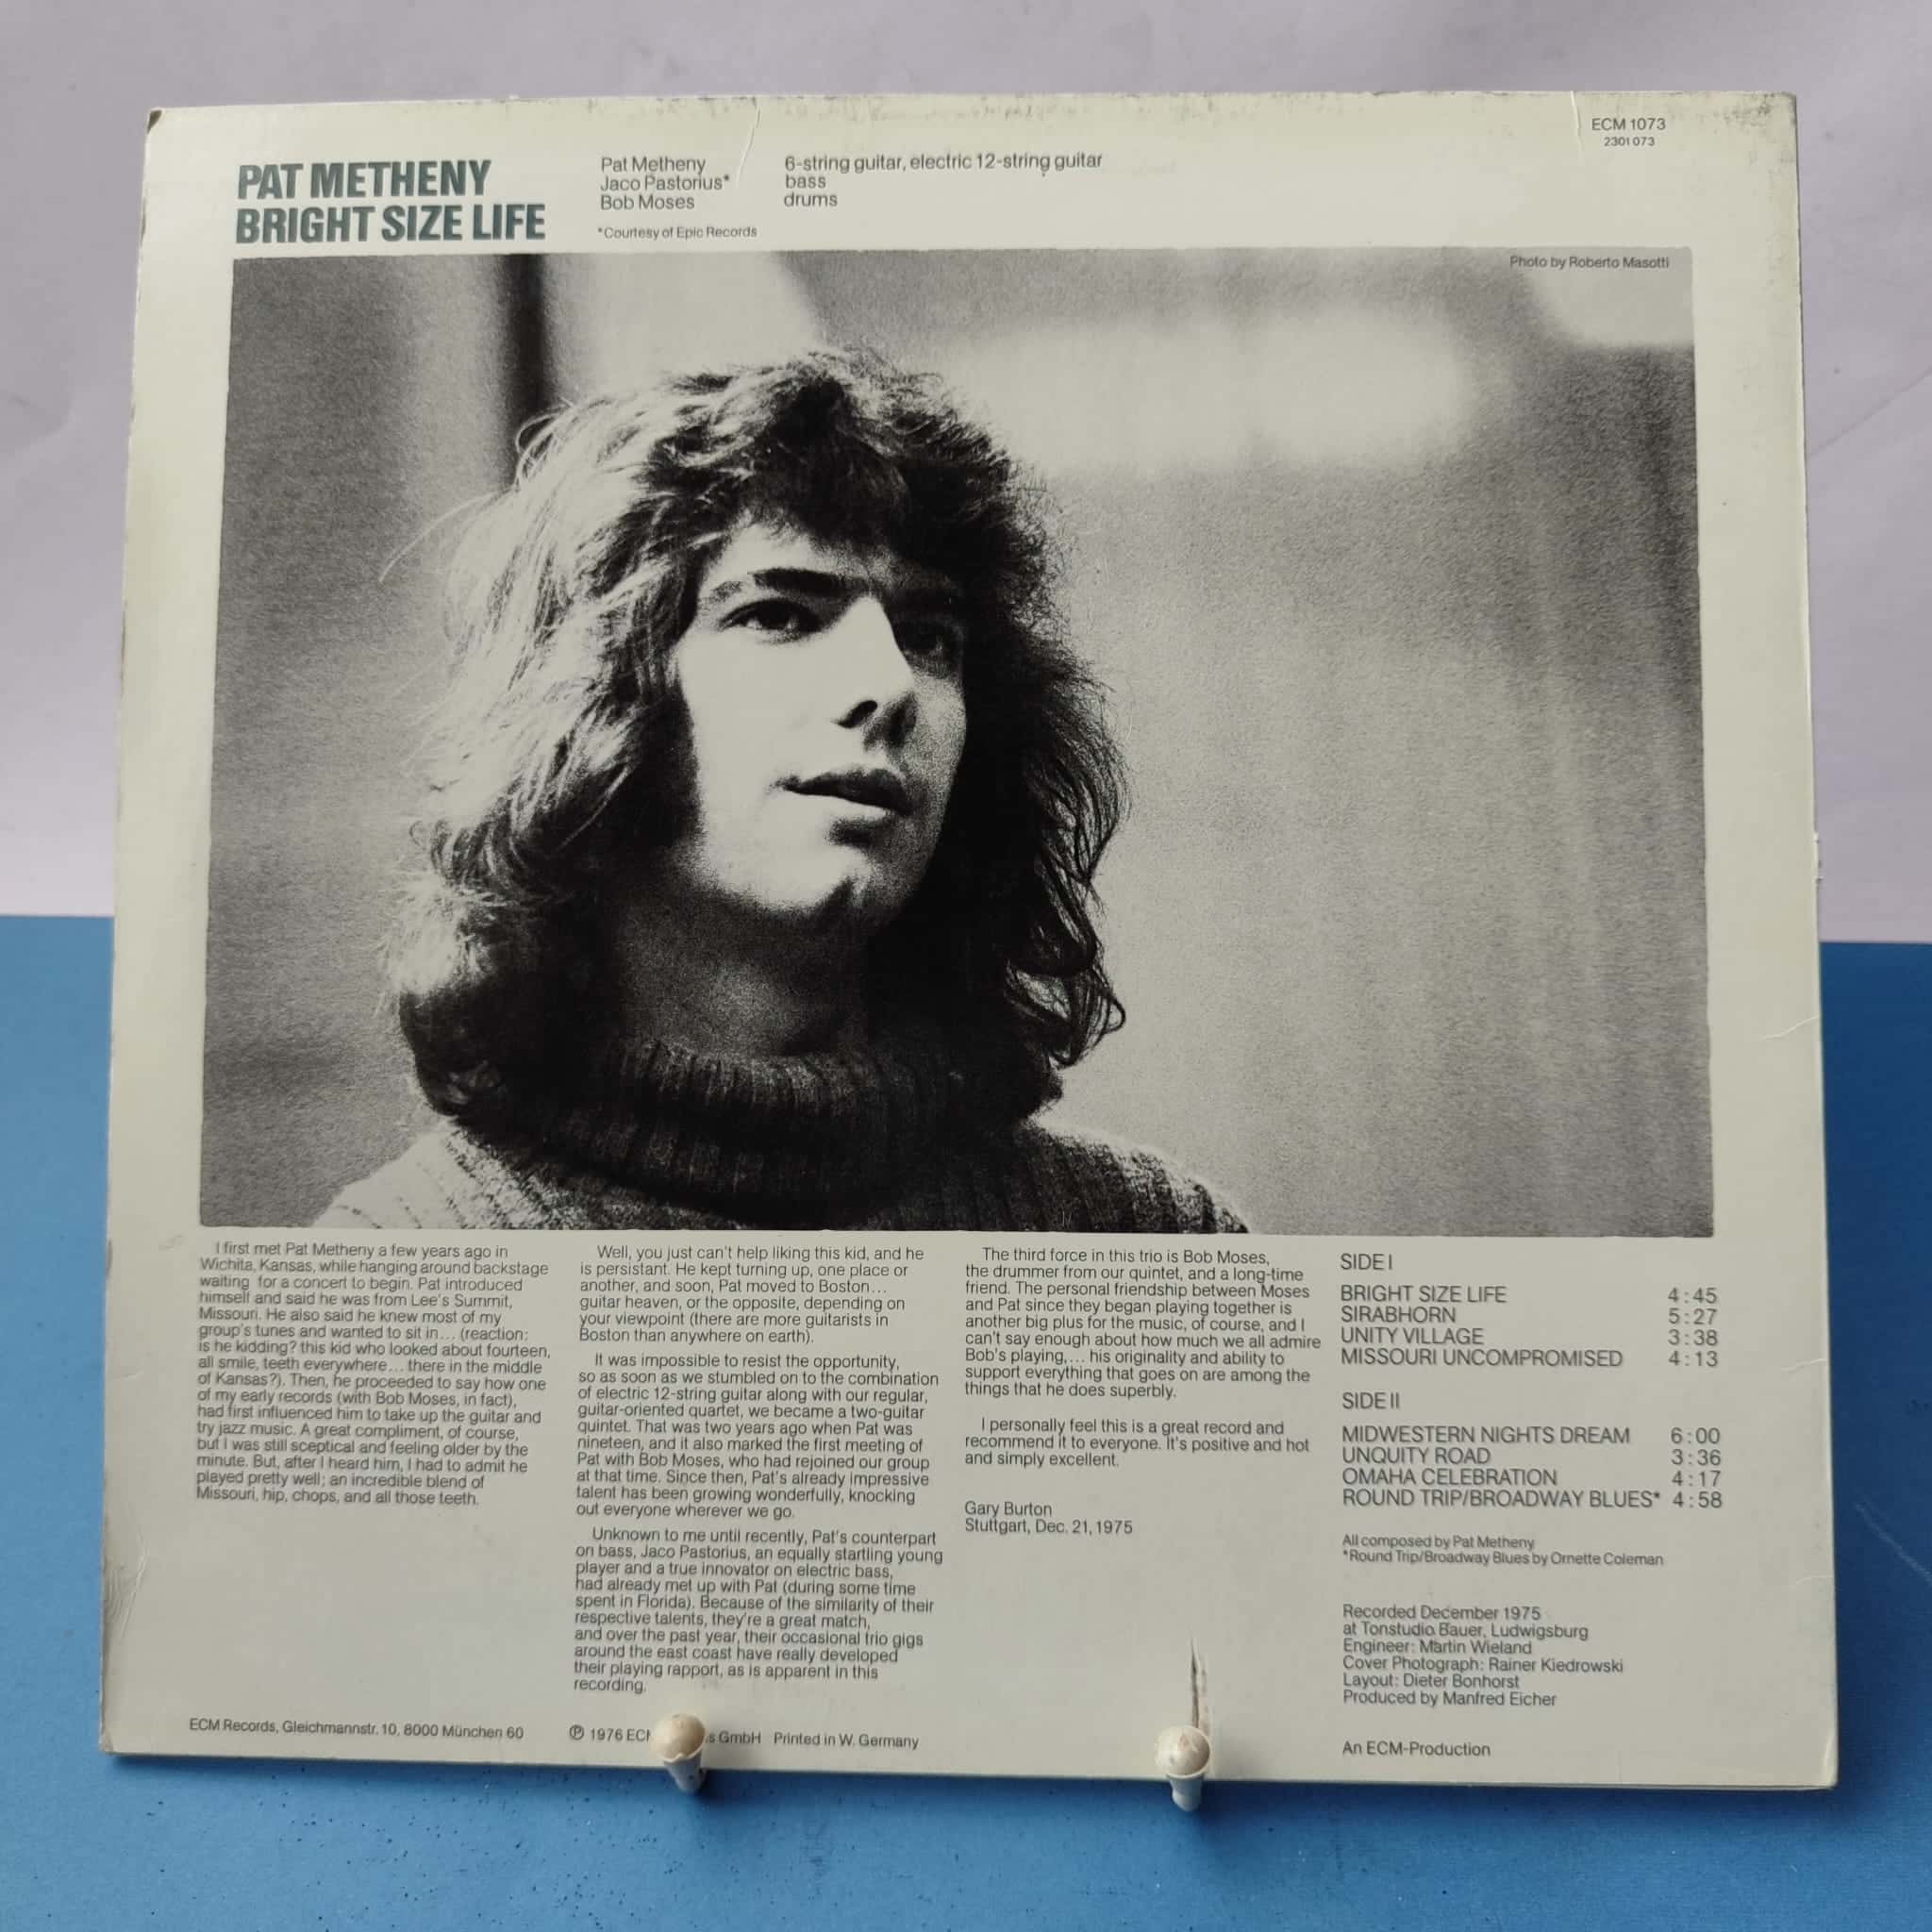 PAT METHENY
BRIGHT SIZE LIFE
Pat Metheny 6-string guitar, electric 12-string guitar
Jaco Pastorius* bass
Bob Moses drums
*Courtesy of Epic Records
ECM 1073
2301 073
Photo by Roberto Masotti
I first met Pat Metheny a few years ago in
Wichita, Kansas, while hanging around backstage
waiting for a concert to begin. Pat introduced
himself and said he was from Lee's Summit,
Missouri. He also said he knew most of my
group's tunes and wanted to sit in... (reaction:
is he kidding? this kid who looked about fourteen,
all smile, teeth everywhere... there in the middle
of Kansas?). Then, he proceeded to say how one
of my early records (with Bob Moses, in fact),
had first influenced him to take up the guitar and
try jazz music. A great compliment, of course,
but I was still sceptical and feeling older by the
minute. But, after I heard him, I had to admit he
played pretty well; an incredible blend of
Missouri, hip, chops, and all those teeth.
Well, you just can't help liking this kid, and he
is persistant. He kept turning up, one place or
another, and soon, Pat moved to Boston...
guitar heaven, or the opposite, depending on
your viewpoint (there are more guitarists in
Boston than anywhere on earth).
It was impossible to resist the opportunity,
so as soon as we stumbled on to the combination
of electric 12-string guitar along with our regular,
guitar-oriented quartet, we became a two-guitar
quintet. That was two years ago when Pat was
nineteen, and it also marked the first meeting of
Pat with Bob Moses, who had rejoined our group
at that time. Since then, Pat's already impressive
talent has been growing wonderfully, knocking
out everyone wherever we go.
Unknown to me until recently, Pat's counterpart
on bass, Jaco Pastorius, an equally startling young
player and a true innovator on electric bass,
had already met up with Pat (during some time
spent in Florida). Because of the similarity of their
respective talents, they're a great match,
and over the past year, their occasional trio gigs
around the east coast have really developed
their playing rapport, as is apparent in this
recording.
The third force in this trio is Bob Moses,
the drummer from our quintet, and a long-time
friend. The personal friendship between Moses
and Pat since they began playing together is
another big plus for the music, of course, and I
can't say enough about how much we all admire
Bob's playing,... his originality and ability to
support everything that goes on are among the
things that he does superbly.
I personally feel this is a great record and
recommend it to everyone. It's positive and hot
and simply excellent.
Gary Burton
Stuttgart, Dec. 21, 1975
SIDE I
BRIGHT SIZE LIFE 4:45
SIRABHORN 5:27
UNITY VILLAGE 3:38
MISSOURI UNCOMPROMISED 4:13
SIDE II
MIDWESTERN NIGHTS DREAM 6:00
UNQUITY ROAD 3:36
OMAHA CELEBRATION 4:17
ROUND TRIP/BROADWAY BLUES* 4:58
All composed by Pat Metheny
*Round Trip/Broadway Blues by Ornette Coleman
Recorded December 1975
at Tonstudio Bauer, Ludwigsburg
Engineer: Martin Wieland
Cover Photograph: Rainer Kiedrowski
Layout: Dieter Bonhorst
Produced by Manfred Eicher
An ECM-Production
ECM Records, Gleichmannstr. 10, 8000 München 60
℗ 1976 GmbH Printed in W. Germany